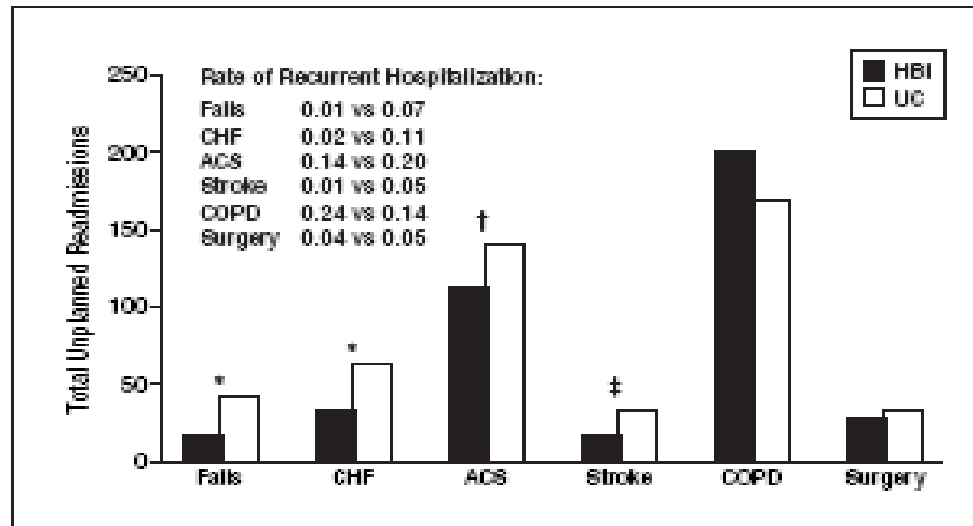 Total Unplanned Readmissions
250
200
150
100
50
0
Rate of Recurrent Hospitalization:
Falls 0.01 vs 0.07
CHF 0.02 vs 0.11
ACS 0.14 vs 0.20
Stroke 0.01 vs 0.05
COPD 0.24 vs 0.14
Surgery 0.04 vs 0.05
HBI
UC
*
*
†
‡
Falls CHF ACS Stroke COPD Surgery